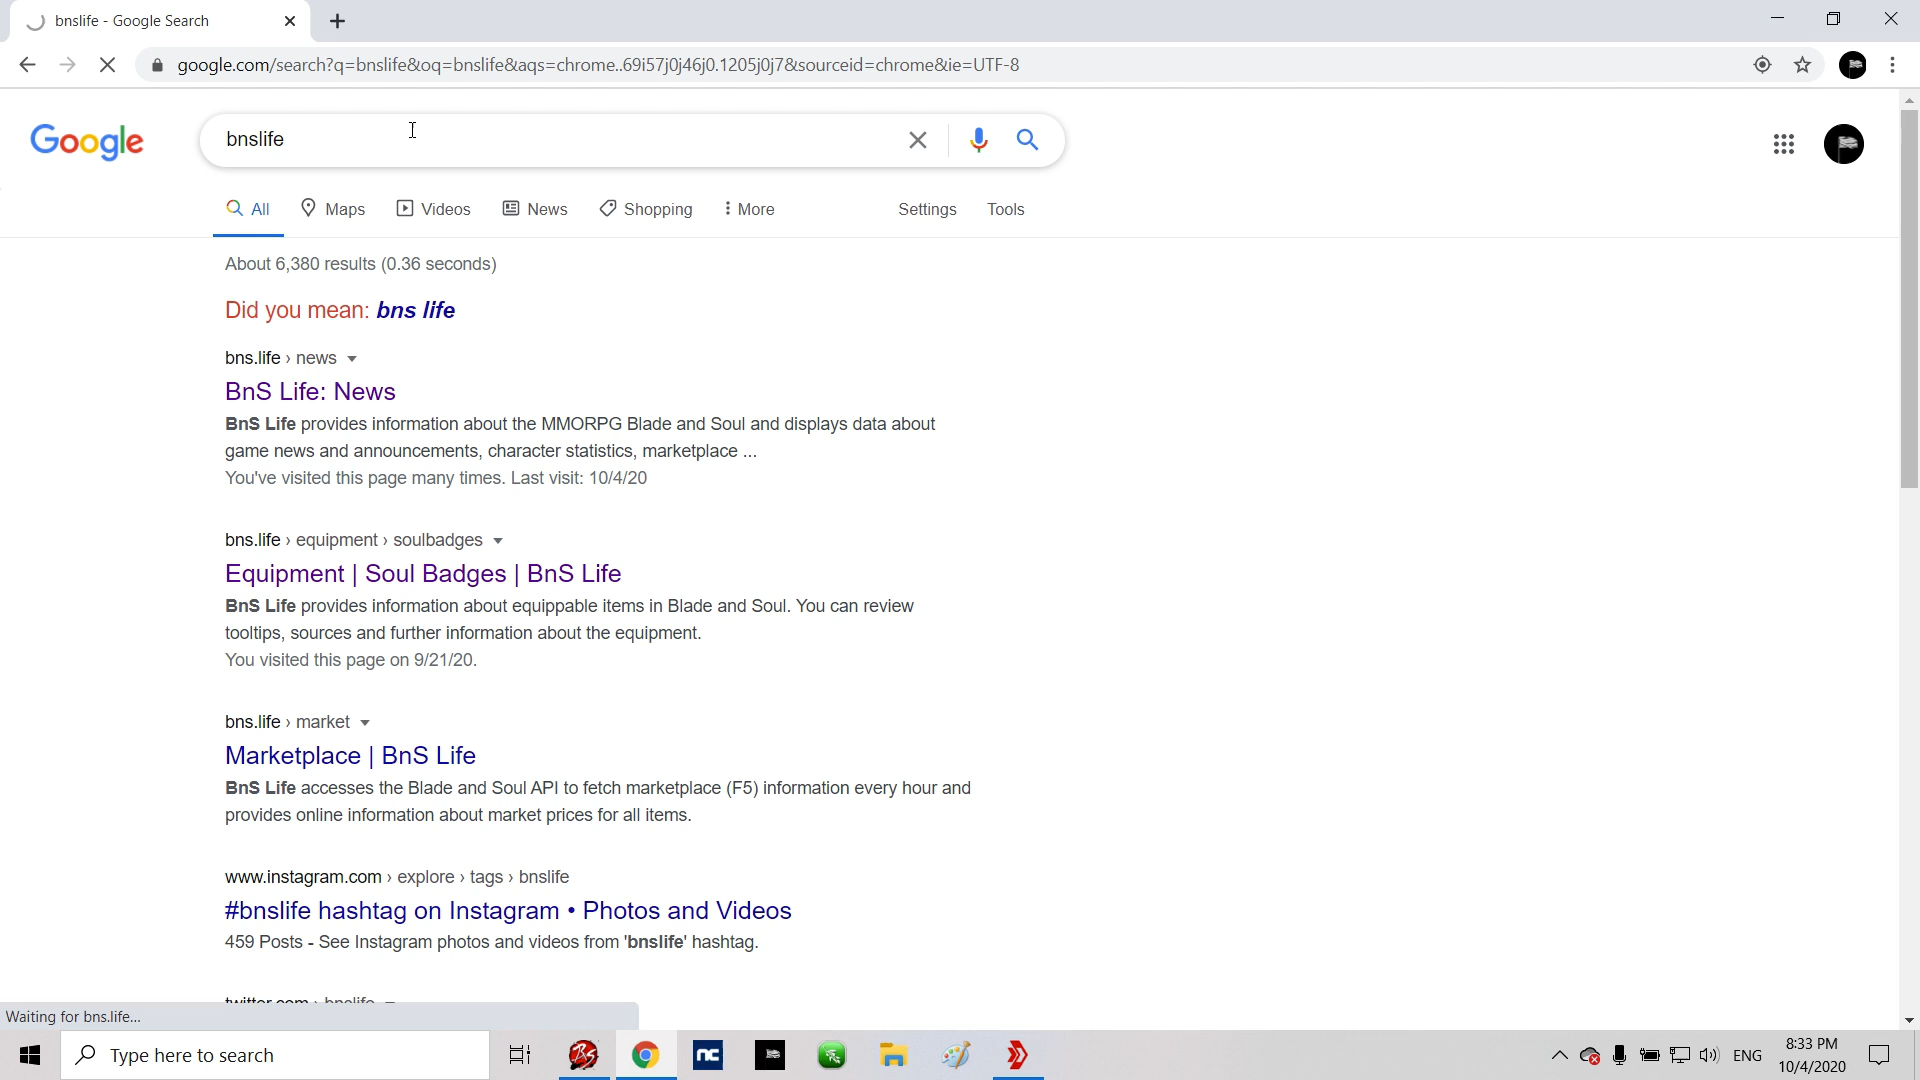 bnslife - Google Search
google.com/search?q=bnslife&oq=bnslife&aqs=chrome..69i57j0j46j0.1205j0j7&sourceid=chrome&ie=UTF-8
Google
bnslife
All Maps Videos News Shopping More Settings Tools
About 6,380 results (0.36 seconds)
Did you mean: bns life
bns.life › news
BnS Life: News
BnS Life provides information about the MMORPG Blade and Soul and displays data about
game news and announcements, character statistics, marketplace ...
You've visited this page many times. Last visit: 10/4/20
bns.life › equipment › soulbadges
Equipment | Soul Badges | BnS Life
BnS Life provides information about equippable items in Blade and Soul. You can review
tooltips, sources and further information about the equipment.
You visited this page on 9/21/20.
bns.life › market
Marketplace | BnS Life
BnS Life accesses the Blade and Soul API to fetch marketplace (F5) information every hour and
provides online information about market prices for all items.
www.instagram.com › explore › tags › bnslife
#bnslife hashtag on Instagram • Photos and Videos
459 Posts - See Instagram photos and videos from 'bnslife' hashtag.
twitter.com › bnslife
Waiting for bns.life...
Type here to search
BS
nc
ENG
8:33 PM
10/4/2020